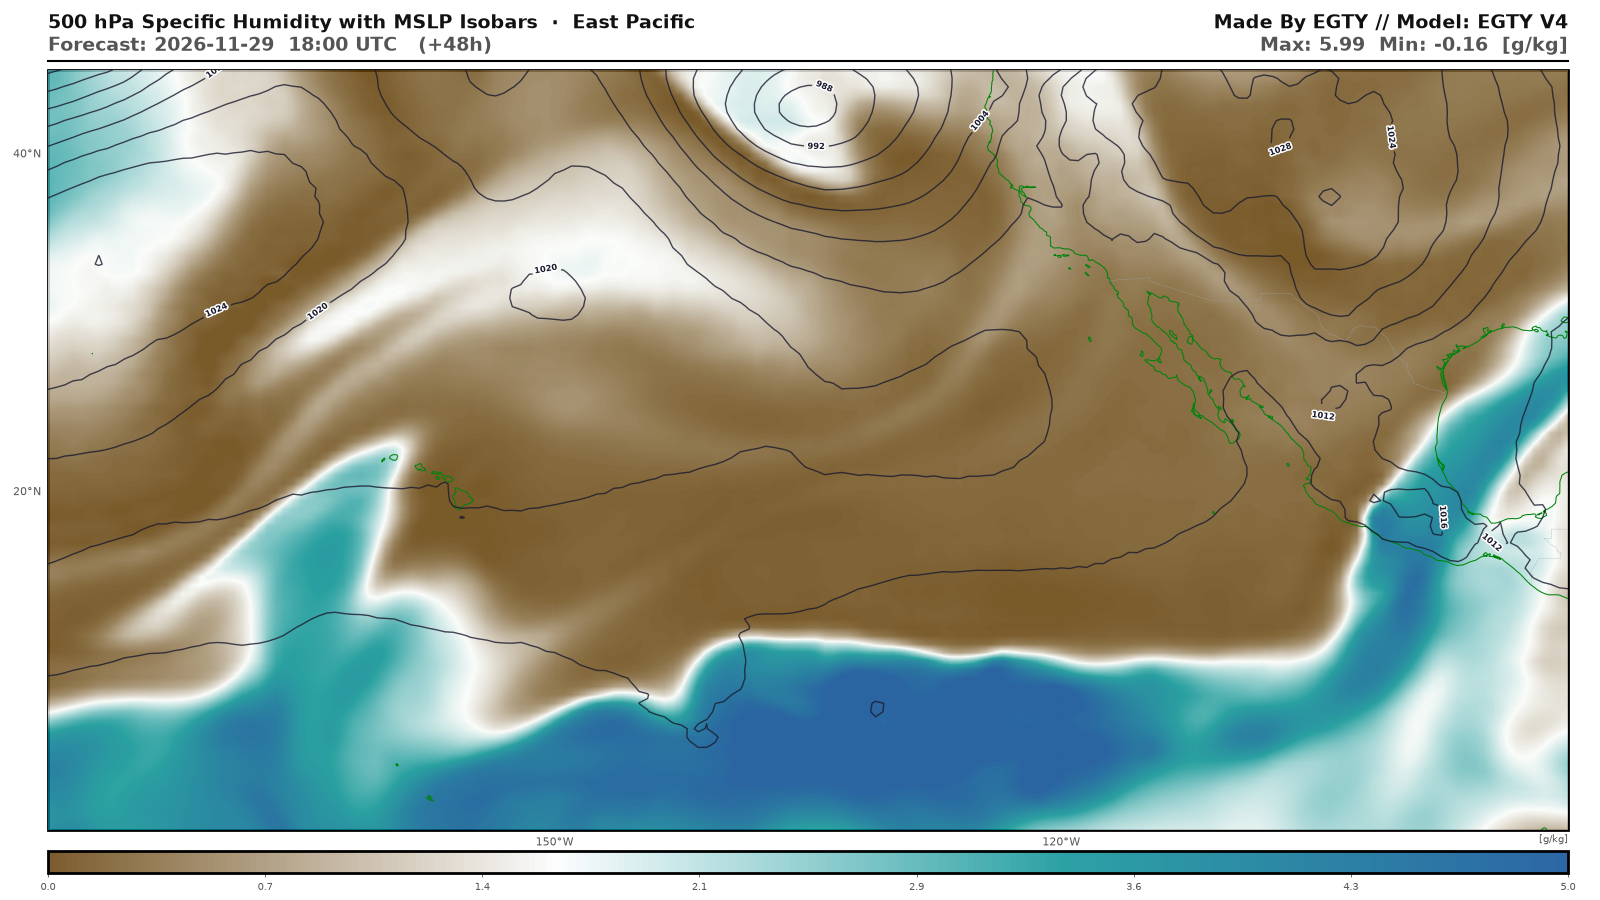 500 hPa Specific Humidity with MSLP Isobars · East Pacific
Made By EGTY // Model: EGTY V4
Forecast: 2026-11-29 18:00 UTC (+48h)
Max: 5.99 Min: -0.16 [g/kg]
988
1004
992
1024
1028
40°N
1020
1024
1020
1012
20°N
1016
1012
150°W
120°W
[g/kg]
0.0
0.7
1.4
2.1
2.9
3.6
4.3
5.0